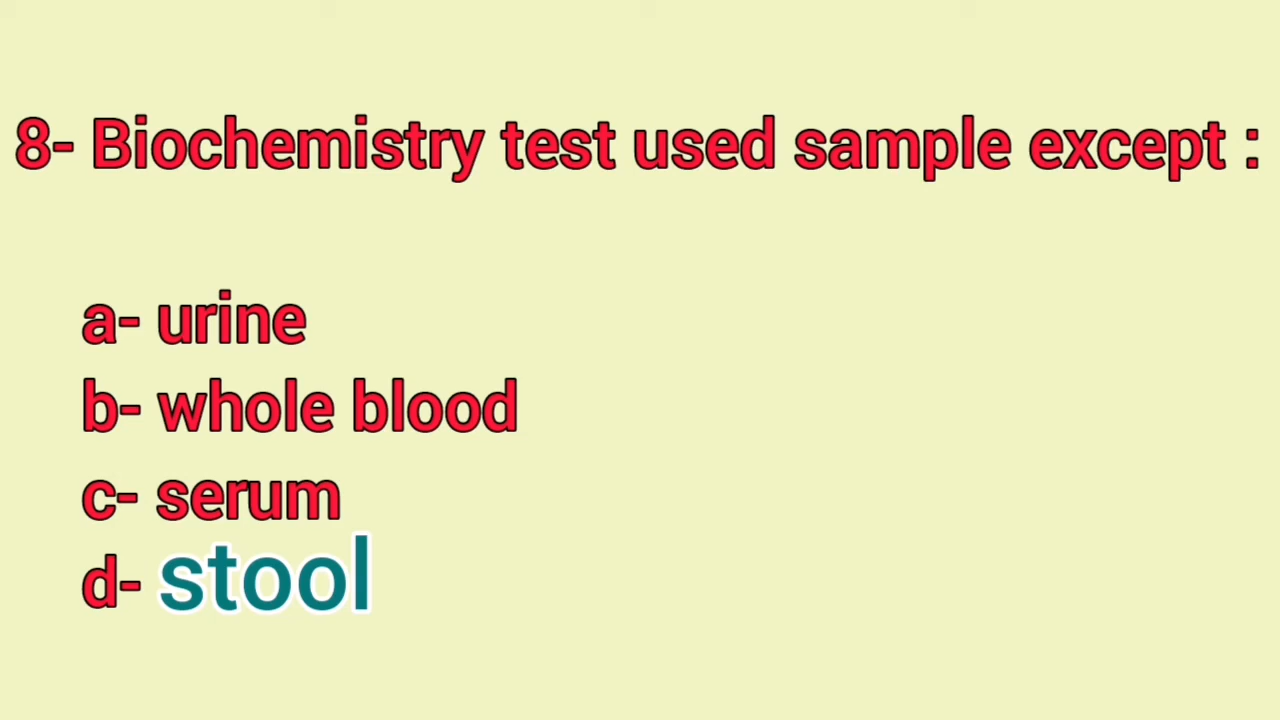 8- Biochemistry test used sample except :
a- urine
b- whole blood
c- serum
d- stool